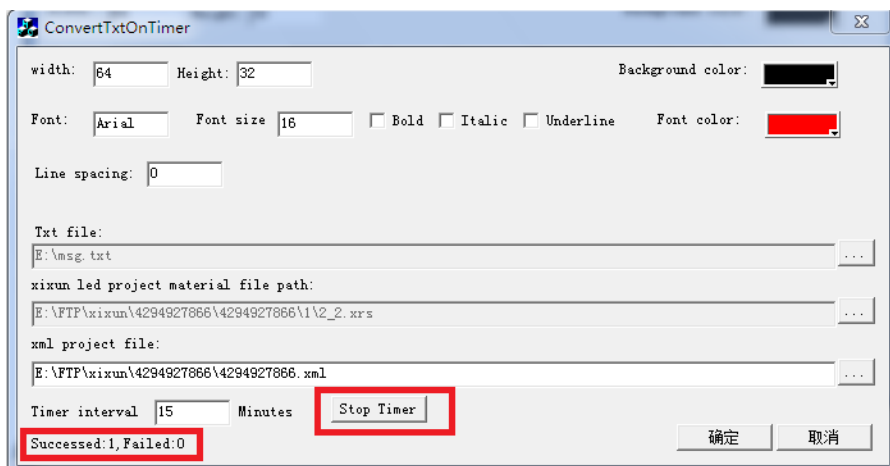 ConvertTxtOnTimer
width: 64 Height: 32 Background color:
Font: Arial Font size 16 Bold Italic Underline Font color:
Line spacing: 0
Txt file:
E:\msg.txt ...
xixun led project material file path:
E:\FTP\xixun\4294927866\4294927866\1\2_2.xrs ...
xml project file:
E:\FTP\xixun\4294927866\4294927866.xml ...
Timer interval 15 Minutes Stop Timer
Successed:1,Failed:0 确定 取消